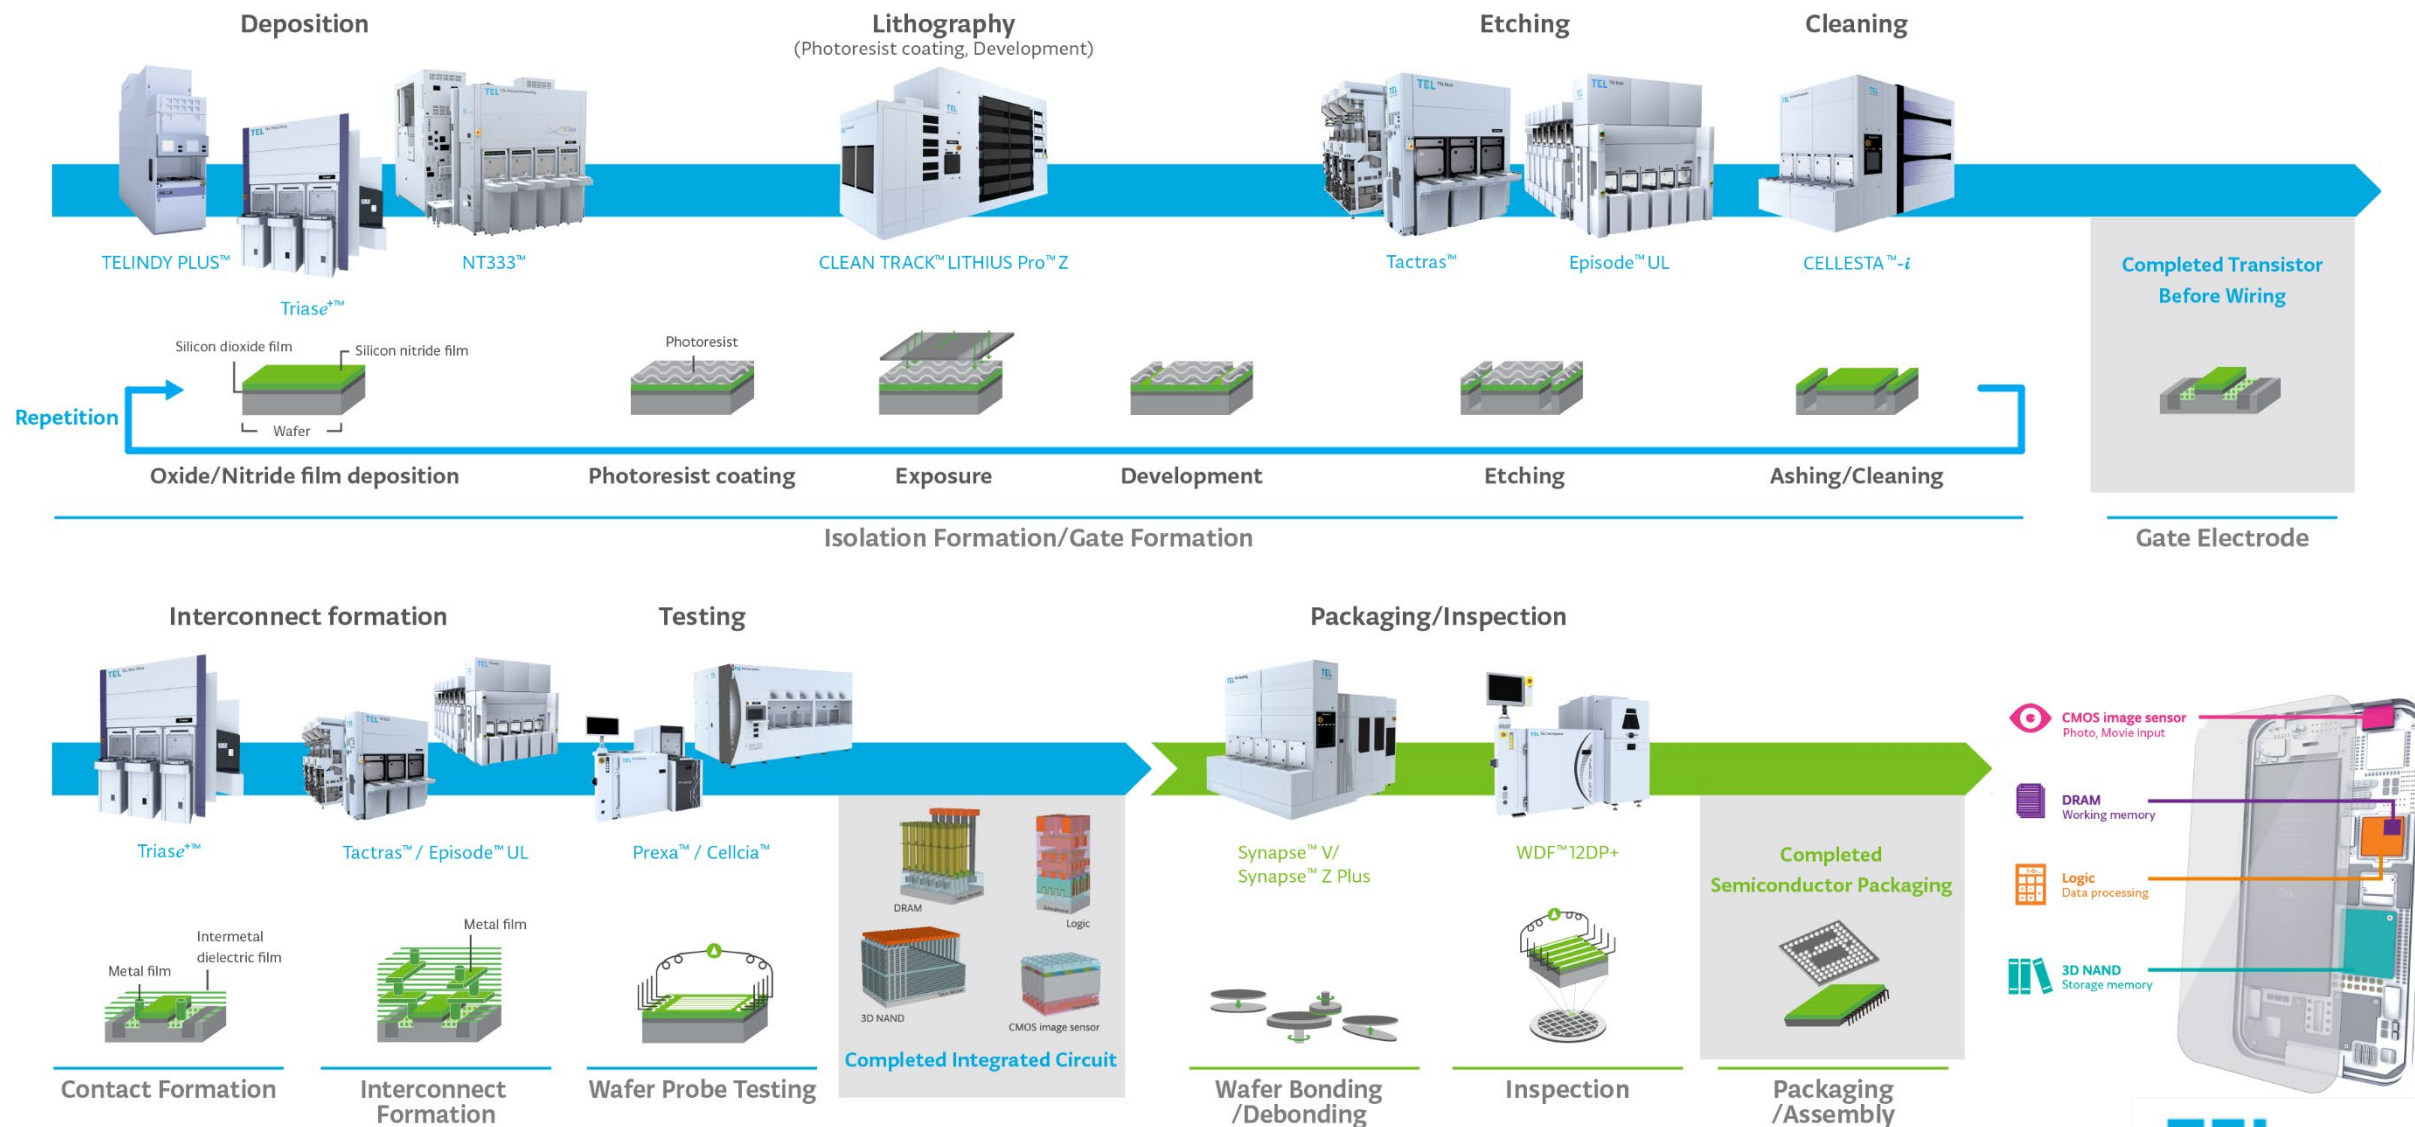 Deposition
Lithography
(Photoresist coating, Development)
Etching
Cleaning
TELINDY PLUS™
Triase⁺™
NT333™
CLEAN TRACK™ LITHIUS Pro™ Z
Tactras™
Episode™ UL
CELLESTA™-i
Completed Transistor
Before Wiring
Silicon dioxide film
Silicon nitride film
Wafer
Photoresist
Repetition
Oxide/Nitride film deposition
Photoresist coating
Exposure
Development
Etching
Ashing/Cleaning
Isolation Formation/Gate Formation
Gate Electrode
Interconnect formation
Testing
Packaging/Inspection
Triase⁺™
Tactras™ / Episode™ UL
Prexa™ / Cellcia™
Synapse™ V/
Synapse™ Z Plus
WDF™ 12DP+
Completed
Semiconductor Packaging
Metal film
Intermetal
dielectric film
Metal film
DRAM
Logic
3D NAND
CMOS image sensor
Completed Integrated Circuit
Contact Formation
Interconnect
Formation
Wafer Probe Testing
Wafer Bonding
/Debonding
Inspection
Packaging
/Assembly
CMOS image sensor
Photo, Movie input
DRAM
Working memory
Logic
Data processing
3D NAND
Storage memory